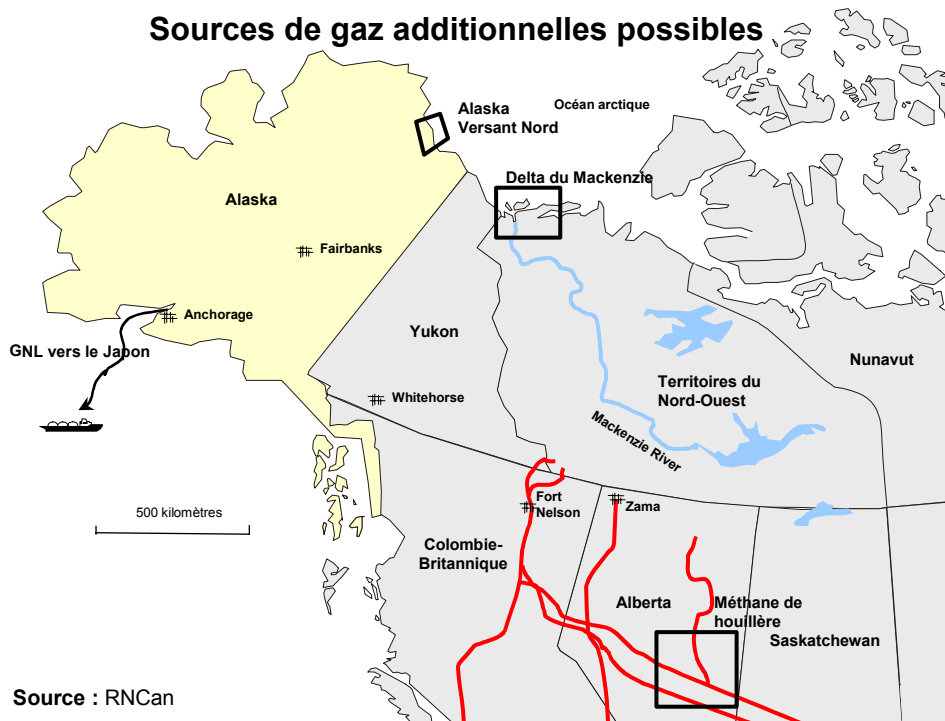 Sources de gaz additionnelles possibles
Alaska
Versant Nord
Océan arctique
Delta du Mackenzie
Alaska
Fairbanks
Anchorage
GNL vers le Japon
Yukon
Nunavut
Territoires du
Nord-Ouest
Whitehorse
Mackenzie River
Fort
Nelson
Zama
500 kilomètres
Colombie-
Britannique
Alberta
Méthane de
houillère
Saskatchewan
Source : RNCan